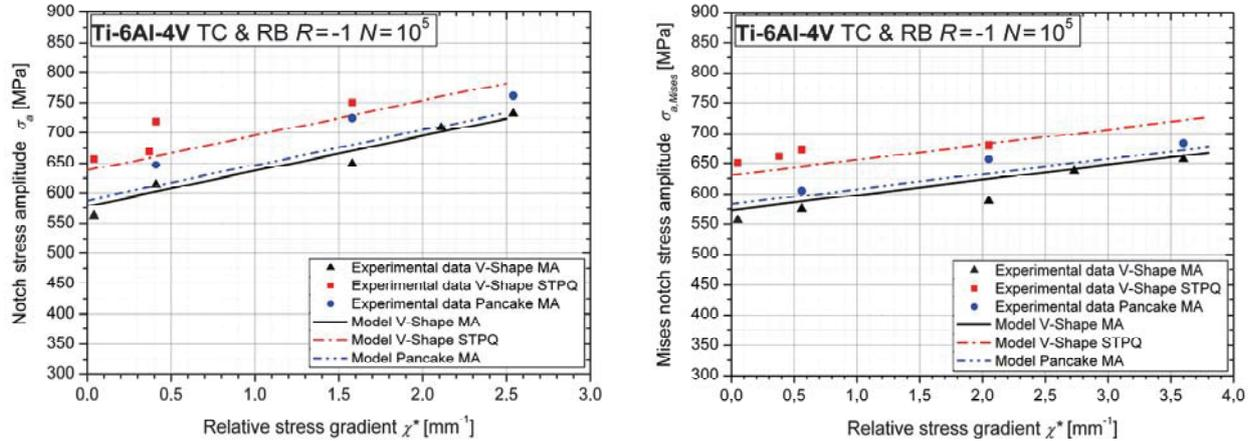 Ti-6Al-4V TC & RB R=-1 N=10⁵
Notch stress amplitude σa [MPa]
900
850
800
750
700
650
600
550
500
450
400
350
300
Experimental data V-Shape MA
Experimental data V-Shape STPQ
Experimental data Pancake MA
Model V-Shape MA
Model V-Shape STPQ
Model Pancake MA
0.0 0.5 1.0 1.5 2.0 2.5 3.0
Relative stress gradient χ* [mm⁻¹]
Ti-6Al-4V TC & RB R=-1 N=10⁵
Mises notch stress amplitude σa,Mises [MPa]
900
850
800
750
700
650
600
550
500
450
400
350
300
Experimental data V-Shape MA
Experimental data V-Shape STPQ
Experimental data Pancake MA
Model V-Shape MA
Model V-Shape STPQ
Model Pancake MA
0,0 0,5 1,0 1,5 2,0 2,5 3,0 3,5 4,0
Relative stress gradient χ* [mm⁻¹]